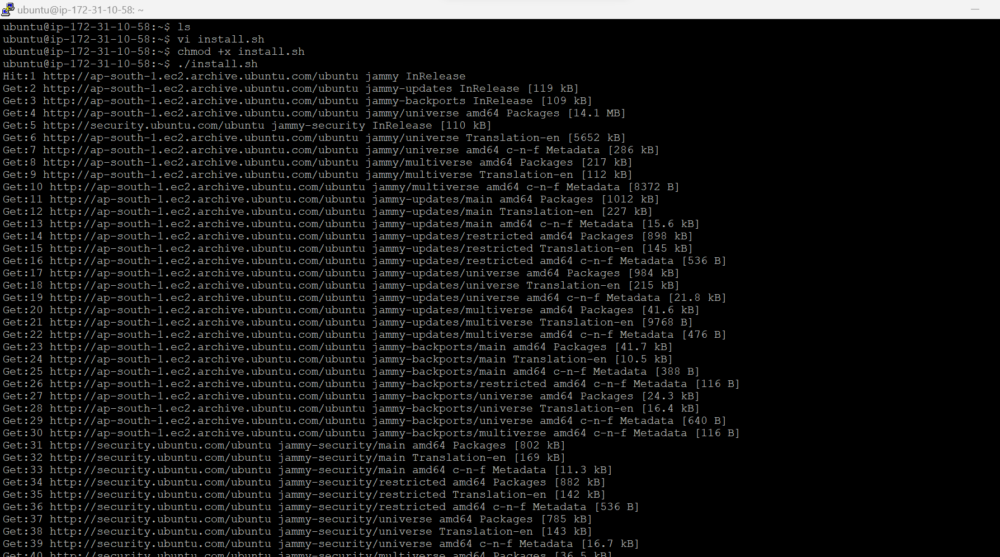 ubuntu@ip-172-31-10-58: ~
ubuntu@ip-172-31-10-58:~$ ls
ubuntu@ip-172-31-10-58:~$ vi install.sh
ubuntu@ip-172-31-10-58:~$ chmod +x install.sh
ubuntu@ip-172-31-10-58:~$ ./install.sh
Hit:1 http://ap-south-1.ec2.archive.ubuntu.com/ubuntu jammy InRelease
Get:2 http://ap-south-1.ec2.archive.ubuntu.com/ubuntu jammy-updates InRelease [119 kB]
Get:3 http://ap-south-1.ec2.archive.ubuntu.com/ubuntu jammy-backports InRelease [109 kB]
Get:4 http://ap-south-1.ec2.archive.ubuntu.com/ubuntu jammy/universe amd64 Packages [14.1 MB]
Get:5 http://security.ubuntu.com/ubuntu jammy-security InRelease [110 kB]
Get:6 http://ap-south-1.ec2.archive.ubuntu.com/ubuntu jammy/universe Translation-en [5652 kB]
Get:7 http://ap-south-1.ec2.archive.ubuntu.com/ubuntu jammy/universe amd64 c-n-f Metadata [286 kB]
Get:8 http://ap-south-1.ec2.archive.ubuntu.com/ubuntu jammy/multiverse amd64 Packages [217 kB]
Get:9 http://ap-south-1.ec2.archive.ubuntu.com/ubuntu jammy/multiverse Translation-en [112 kB]
Get:10 http://ap-south-1.ec2.archive.ubuntu.com/ubuntu jammy/multiverse amd64 c-n-f Metadata [8372 B]
Get:11 http://ap-south-1.ec2.archive.ubuntu.com/ubuntu jammy-updates/main amd64 Packages [1012 kB]
Get:12 http://ap-south-1.ec2.archive.ubuntu.com/ubuntu jammy-updates/main Translation-en [227 kB]
Get:13 http://ap-south-1.ec2.archive.ubuntu.com/ubuntu jammy-updates/main amd64 c-n-f Metadata [15.6 kB]
Get:14 http://ap-south-1.ec2.archive.ubuntu.com/ubuntu jammy-updates/restricted amd64 Packages [898 kB]
Get:15 http://ap-south-1.ec2.archive.ubuntu.com/ubuntu jammy-updates/restricted Translation-en [145 kB]
Get:16 http://ap-south-1.ec2.archive.ubuntu.com/ubuntu jammy-updates/restricted amd64 c-n-f Metadata [536 B]
Get:17 http://ap-south-1.ec2.archive.ubuntu.com/ubuntu jammy-updates/universe amd64 Packages [984 kB]
Get:18 http://ap-south-1.ec2.archive.ubuntu.com/ubuntu jammy-updates/universe Translation-en [215 kB]
Get:19 http://ap-south-1.ec2.archive.ubuntu.com/ubuntu jammy-updates/universe amd64 c-n-f Metadata [21.8 kB]
Get:20 http://ap-south-1.ec2.archive.ubuntu.com/ubuntu jammy-updates/multiverse amd64 Packages [41.6 kB]
Get:21 http://ap-south-1.ec2.archive.ubuntu.com/ubuntu jammy-updates/multiverse Translation-en [9768 B]
Get:22 http://ap-south-1.ec2.archive.ubuntu.com/ubuntu jammy-updates/multiverse amd64 c-n-f Metadata [476 B]
Get:23 http://ap-south-1.ec2.archive.ubuntu.com/ubuntu jammy-backports/main amd64 Packages [41.7 kB]
Get:24 http://ap-south-1.ec2.archive.ubuntu.com/ubuntu jammy-backports/main Translation-en [10.5 kB]
Get:25 http://ap-south-1.ec2.archive.ubuntu.com/ubuntu jammy-backports/main amd64 c-n-f Metadata [388 B]
Get:26 http://ap-south-1.ec2.archive.ubuntu.com/ubuntu jammy-backports/restricted amd64 c-n-f Metadata [116 B]
Get:27 http://ap-south-1.ec2.archive.ubuntu.com/ubuntu jammy-backports/universe amd64 Packages [24.3 kB]
Get:28 http://ap-south-1.ec2.archive.ubuntu.com/ubuntu jammy-backports/universe Translation-en [16.4 kB]
Get:29 http://ap-south-1.ec2.archive.ubuntu.com/ubuntu jammy-backports/universe amd64 c-n-f Metadata [640 B]
Get:30 http://ap-south-1.ec2.archive.ubuntu.com/ubuntu jammy-backports/multiverse amd64 c-n-f Metadata [116 B]
Get:31 http://security.ubuntu.com/ubuntu jammy-security/main amd64 Packages [802 kB]
Get:32 http://security.ubuntu.com/ubuntu jammy-security/main Translation-en [169 kB]
Get:33 http://security.ubuntu.com/ubuntu jammy-security/main amd64 c-n-f Metadata [11.3 kB]
Get:34 http://security.ubuntu.com/ubuntu jammy-security/restricted amd64 Packages [882 kB]
Get:35 http://security.ubuntu.com/ubuntu jammy-security/restricted Translation-en [142 kB]
Get:36 http://security.ubuntu.com/ubuntu jammy-security/restricted amd64 c-n-f Metadata [536 B]
Get:37 http://security.ubuntu.com/ubuntu jammy-security/universe amd64 Packages [785 kB]
Get:38 http://security.ubuntu.com/ubuntu jammy-security/universe Translation-en [143 kB]
Get:39 http://security.ubuntu.com/ubuntu jammy-security/universe amd64 c-n-f Metadata [16.7 kB]
Get:40 http://security.ubuntu.com/ubuntu jammy-security/multiverse amd64 Packages [36.5 kB]